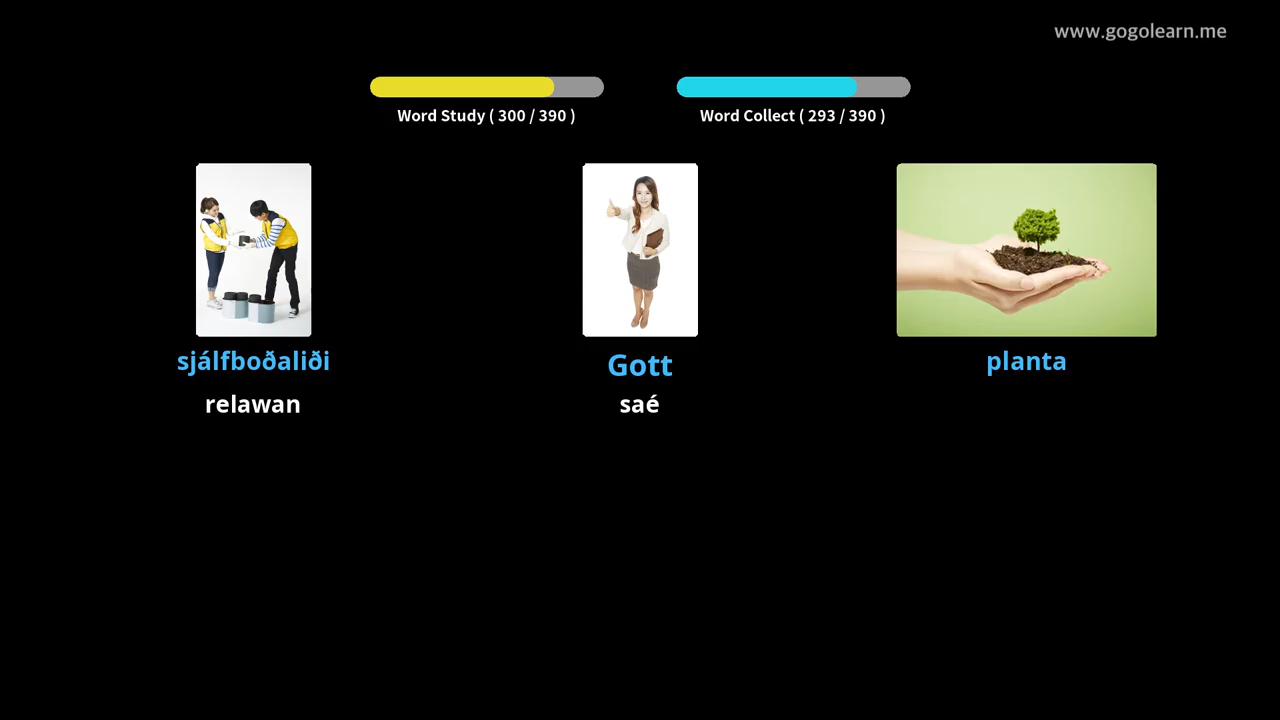 www.gogolearn.me
Word Study ( 300 / 390 )
Word Collect ( 293 / 390 )
sjálfboðaliði
Gott
planta
relawan
saé